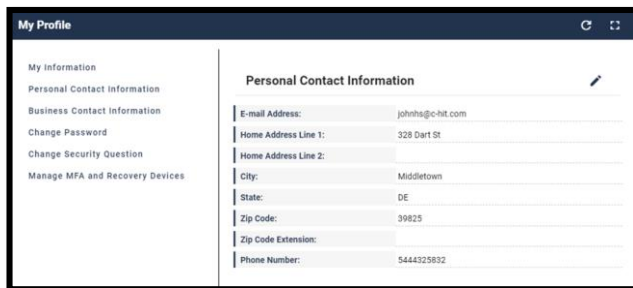 My Profile
My Information
Personal Contact Information
Business Contact Information
Change Password
Change Security Question
Manage MFA and Recovery Devices
Personal Contact Information
E-mail Address: johnhs@c-hit.com
Home Address Line 1: 328 Dart St
Home Address Line 2:
City: Middletown
State: DE
Zip Code: 39825
Zip Code Extension:
Phone Number: 5444325832